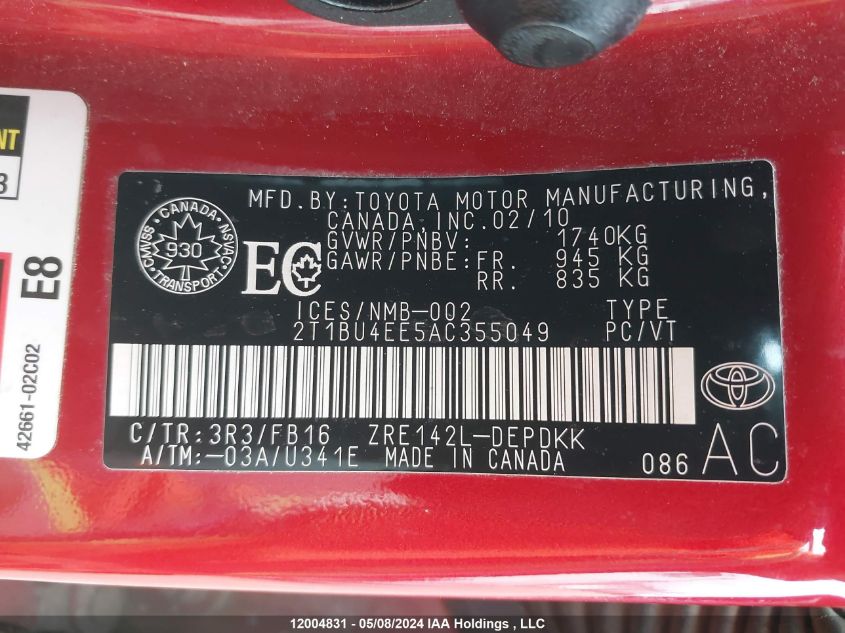 NT
3
E8
42661-02C02
CANADA
CMVSS
NSVAC
930
TRANSPORT
EC
MFD.BY:TOYOTA MOTOR MANUFACTURING,
CANADA,INC.02/10
GVWR/PNBV: 1740KG
GAWR/PNBE:FR. 945 KG
RR. 835 KG
ICES/NMB-002 TYPE
2T1BU4EE5AC355049 PC/VT
C/TR:3R3/FB16 ZRE142L-DEPDKK
A/TM:-03A/U341E MADE IN CANADA
086 AC
12004831 - 05/08/2024 IAA Holdings , LLC